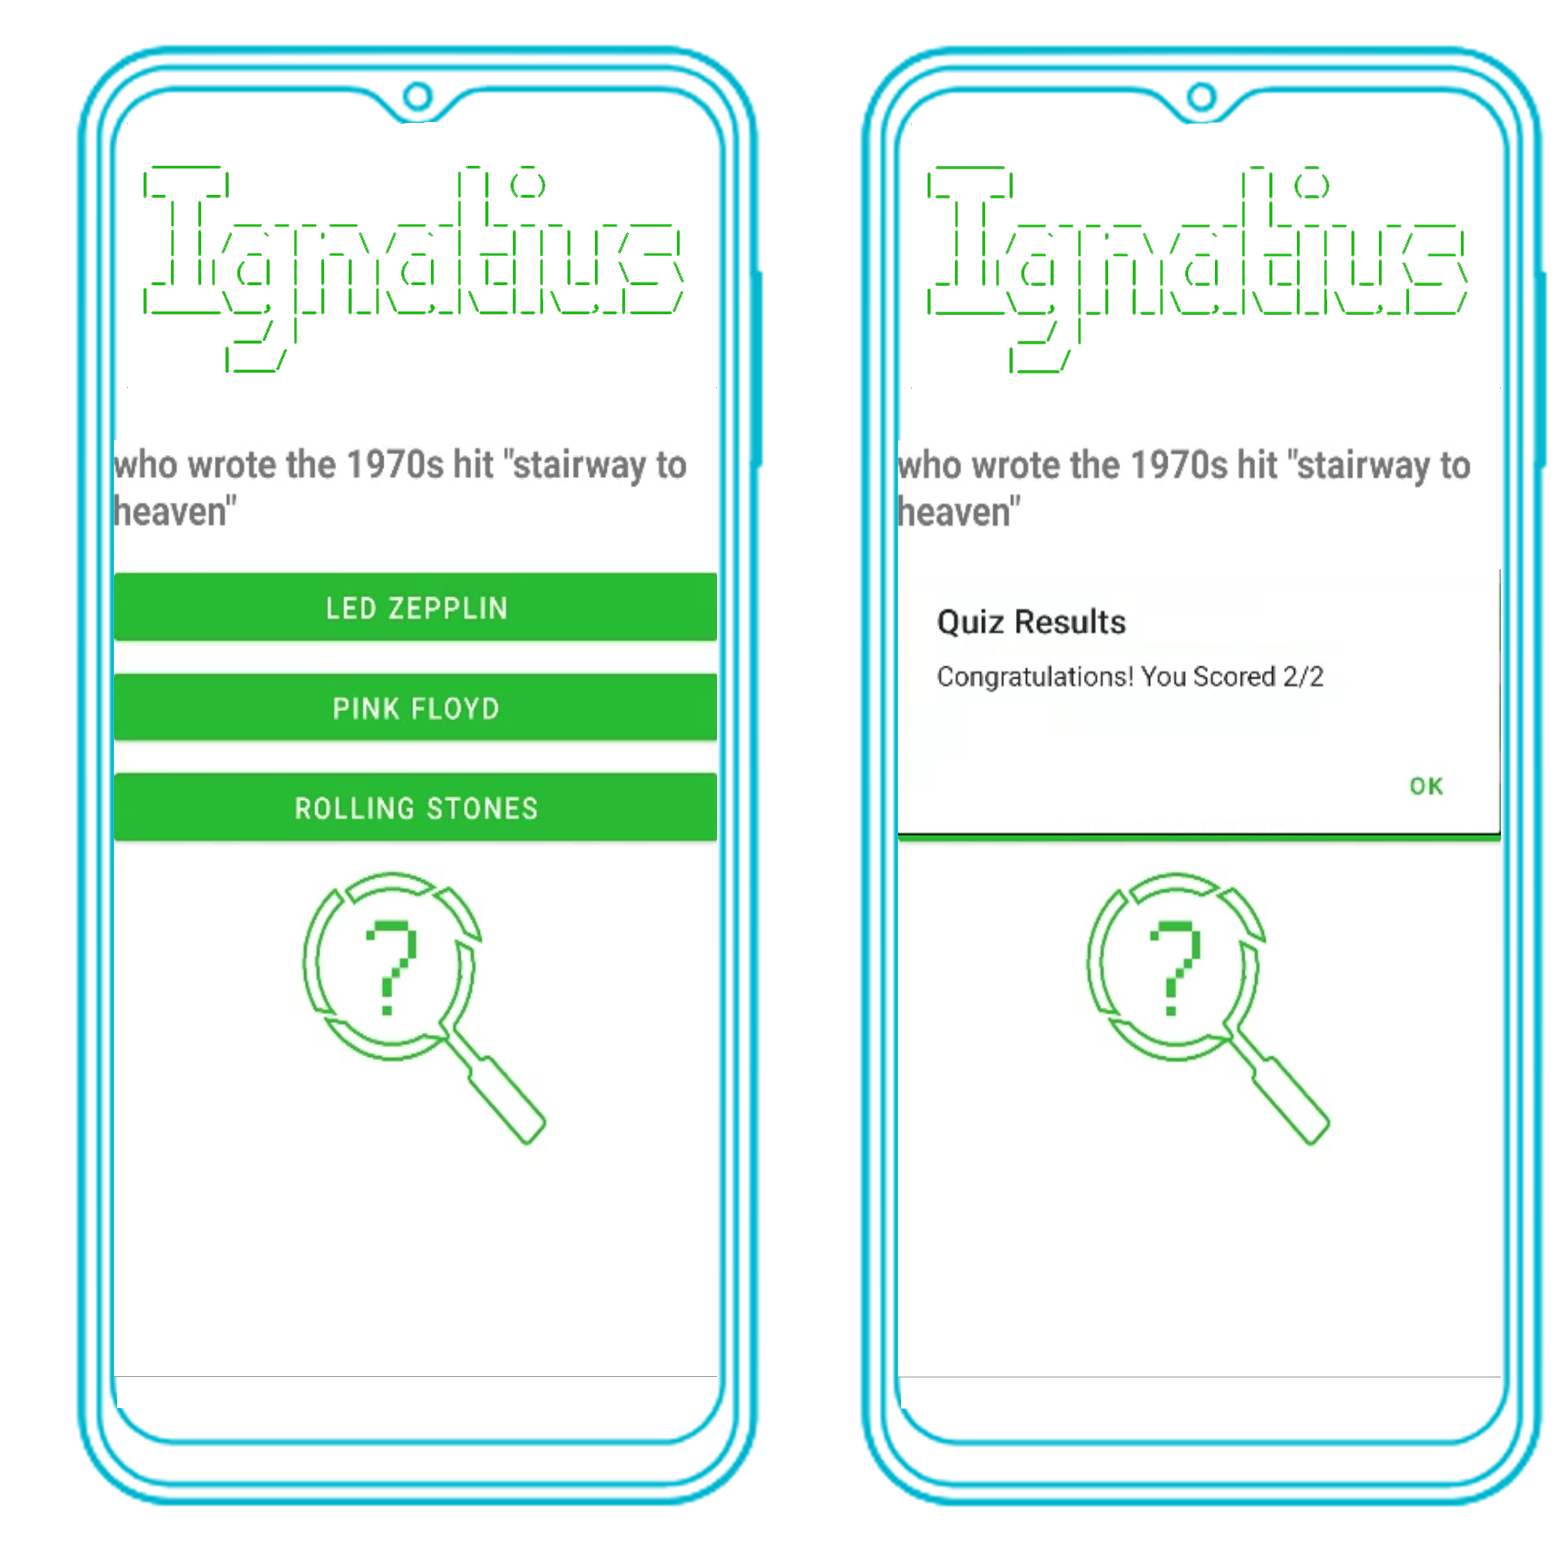 Ignatius
who wrote the 1970s hit "stairway to
heaven"
LED ZEPPLIN
PINK FLOYD
ROLLING STONES
?
Ignatius
who wrote the 1970s hit "stairway to
heaven"
Quiz Results
Congratulations! You Scored 2/2
OK
?